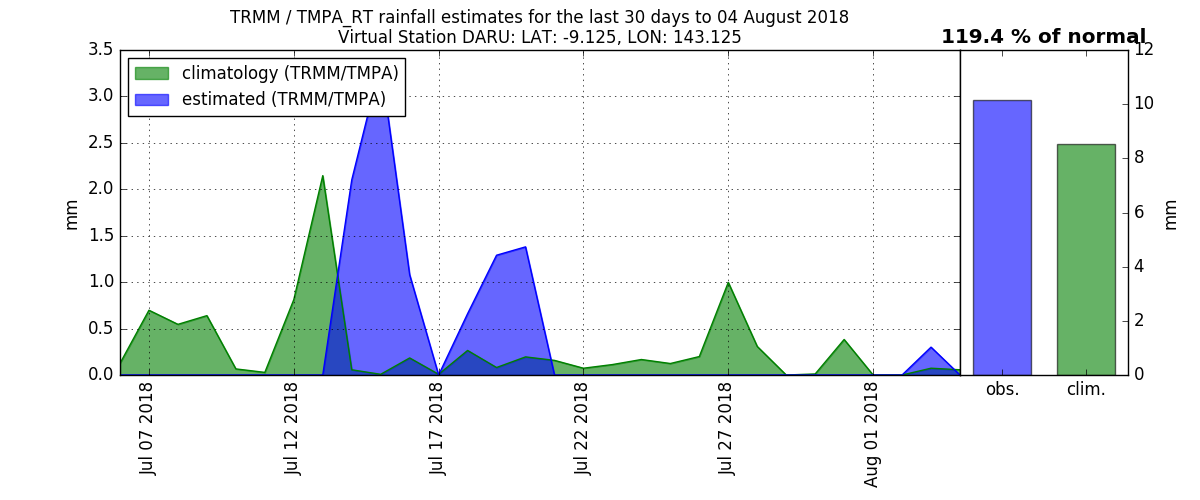 TRMM / TMPA_RT rainfall estimates for the last 30 days to 04 August 2018
Virtual Station DARU: LAT: -9.125, LON: 143.125
119.4 % of normal
climatology (TRMM/TMPA)
estimated (TRMM/TMPA)
3.5
3.0
2.5
2.0
1.5
1.0
0.5
0.0
mm
Jul 07 2018
Jul 12 2018
Jul 17 2018
Jul 22 2018
Jul 27 2018
Aug 01 2018
obs.
clim.
12
10
8
6
4
2
0
mm